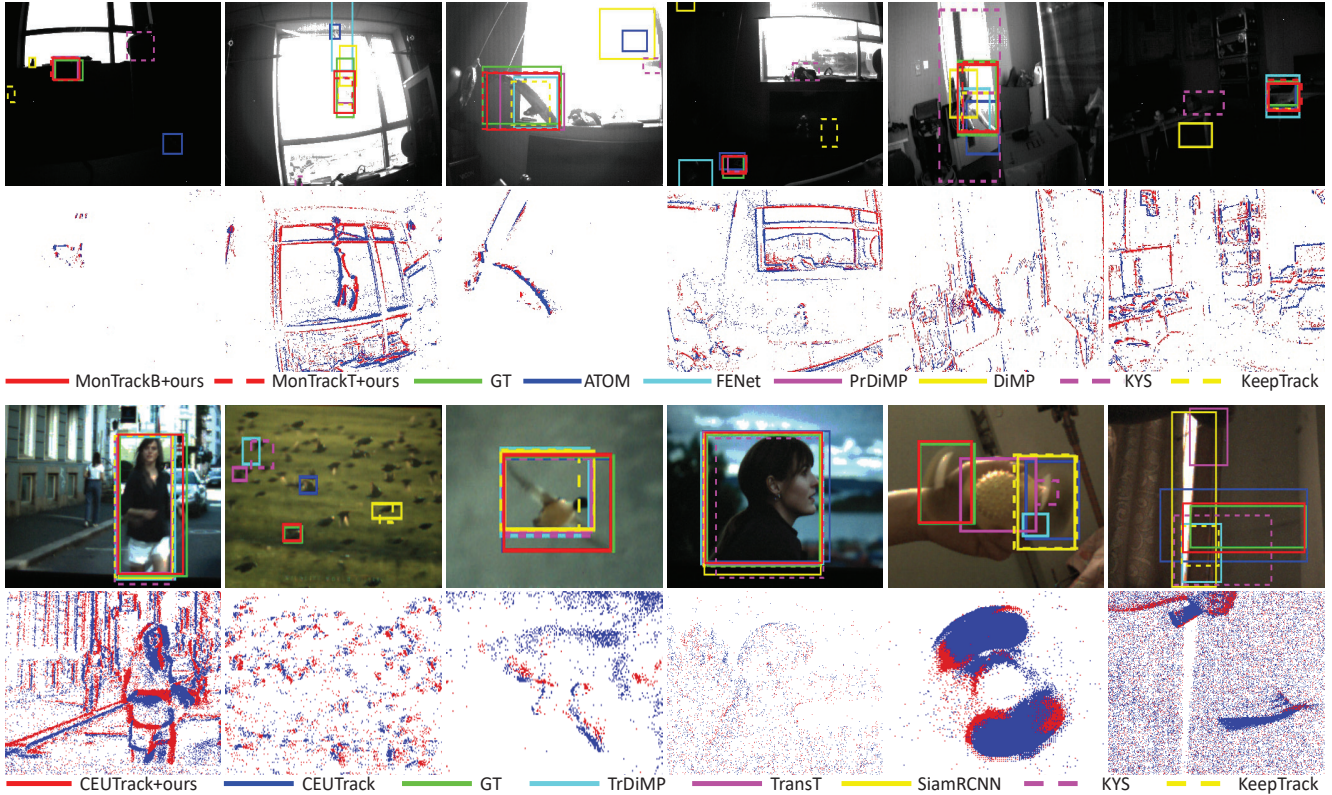 MonTrackB+ours MonTrackT+ours GT ATOM FENet PrDiMP DiMP KYS KeepTrack
CEUTrack+ours CEUTrack GT TrDiMP TransT SiamRCNN KYS KeepTrack